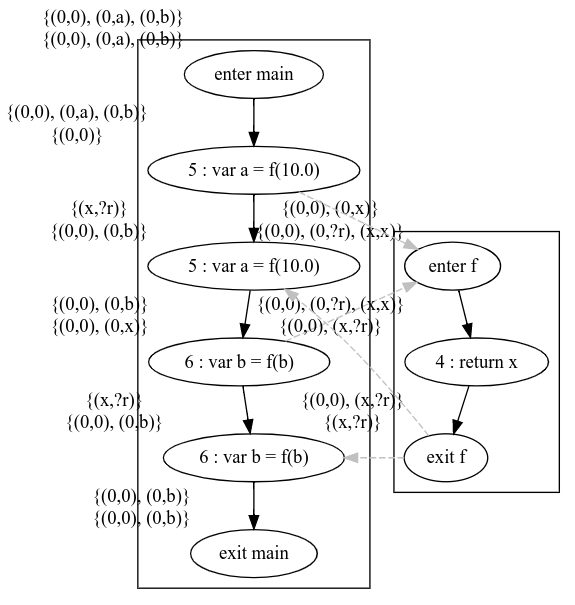 {(0,0), (0,a), (0,b)}
{(0,0), (0,a), (0,b)}
enter main
{(0,0), (0,a), (0,b)}
{(0,0)}
5 : var a = f(10.0)
{(x,?r)}
{(0,0), (0,b)}
{(0,0), (0,x)}
{(0,0), (0,?r), (x,x)}
5 : var a = f(10.0)
enter f
{(0,0), (0,b)}
{(0,0), (0,x)}
{(0,0), (0,?r), (x,x)}
{(0,0), (x,?r)}
6 : var b = f(b)
4 : return x
{(x,?r)}
{(0,0), (0,b)}
{(0,0), (x,?r)}
{(x,?r)}
6 : var b = f(b)
exit f
{(0,0), (0,b)}
{(0,0), (0,b)}
exit main